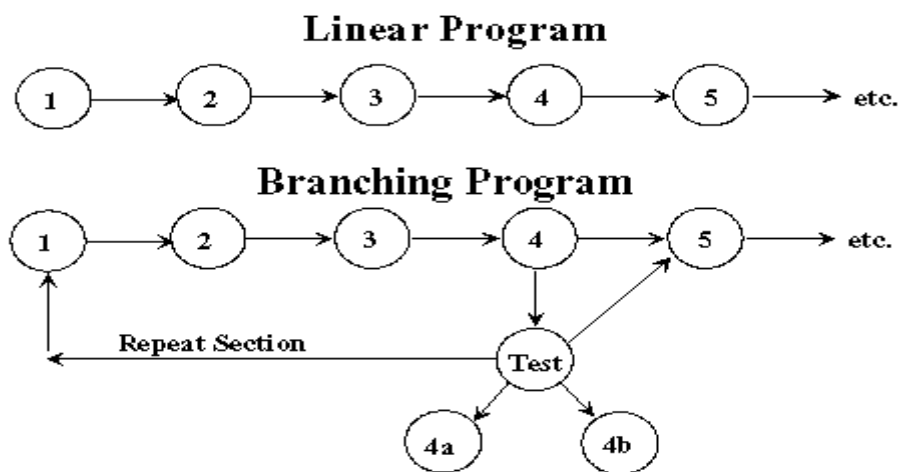 Linear Program
1 2 3 4 5 etc.
Branching Program
1 2 3 4 5 etc.
Repeat Section
Test
4a 4b